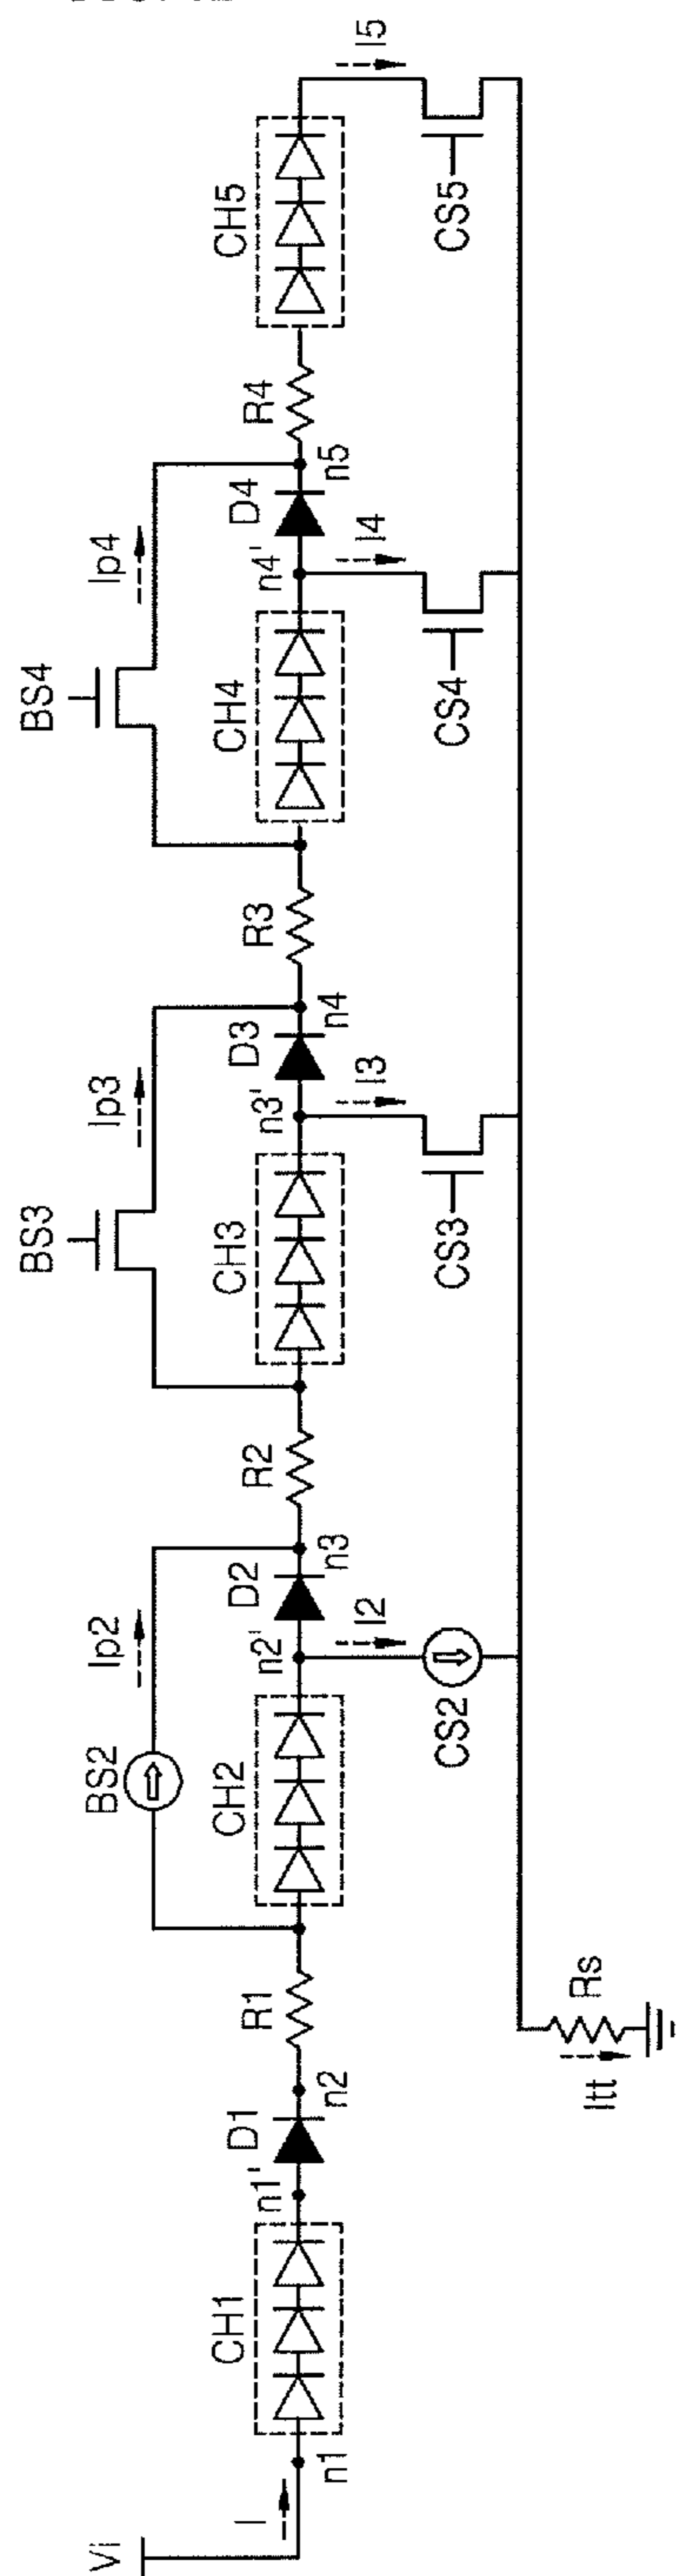 Vi
I
n1
CH1
n1'
D1
n2
R1
BS2
Ip2
CH2
n2'
D2
n3
I2
CS2
R2
BS3
Ip3
CH3
n3'
D3
n4
I3
CS3
R3
BS4
Ip4
CH4
n4'
D4
n5
I4
CS4
R4
CH5
I5
CS5
Rs
Itt